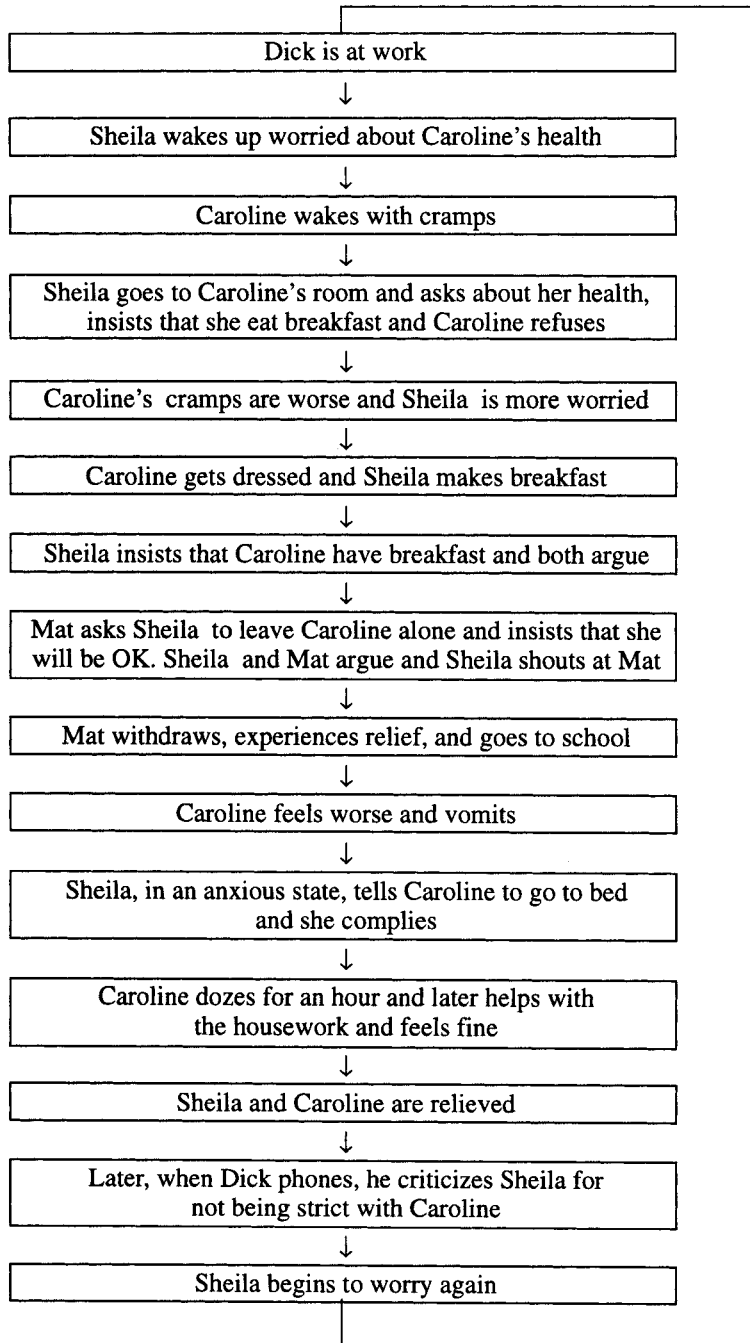 Dick is at work
↓
Sheila wakes up worried about Caroline's health
↓
Caroline wakes with cramps
↓
Sheila goes to Caroline's room and asks about her health,
insists that she eat breakfast and Caroline refuses
↓
Caroline's cramps are worse and Sheila is more worried
↓
Caroline gets dressed and Sheila makes breakfast
↓
Sheila insists that Caroline have breakfast and both argue
↓
Mat asks Sheila to leave Caroline alone and insists that she
will be OK. Sheila and Mat argue and Sheila shouts at Mat
↓
Mat withdraws, experiences relief, and goes to school
↓
Caroline feels worse and vomits
↓
Sheila, in an anxious state, tells Caroline to go to bed
and she complies
↓
Caroline dozes for an hour and later helps with
the housework and feels fine
↓
Sheila and Caroline are relieved
↓
Later, when Dick phones, he criticizes Sheila for
not being strict with Caroline
↓
Sheila begins to worry again